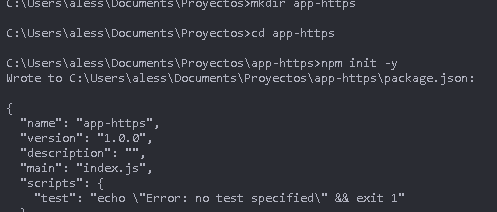 C:\Users\aless\Documents\Proyectos>mkdir app-https
C:\Users\aless\Documents\Proyectos>cd app-https
C:\Users\aless\Documents\Proyectos\app-https>npm init -y
Wrote to C:\Users\aless\Documents\Proyectos\app-https\package.json:
{
  "name": "app-https",
  "version": "1.0.0",
  "description": "",
  "main": "index.js",
  "scripts": {
    "test": "echo \"Error: no test specified\" && exit 1"
  }